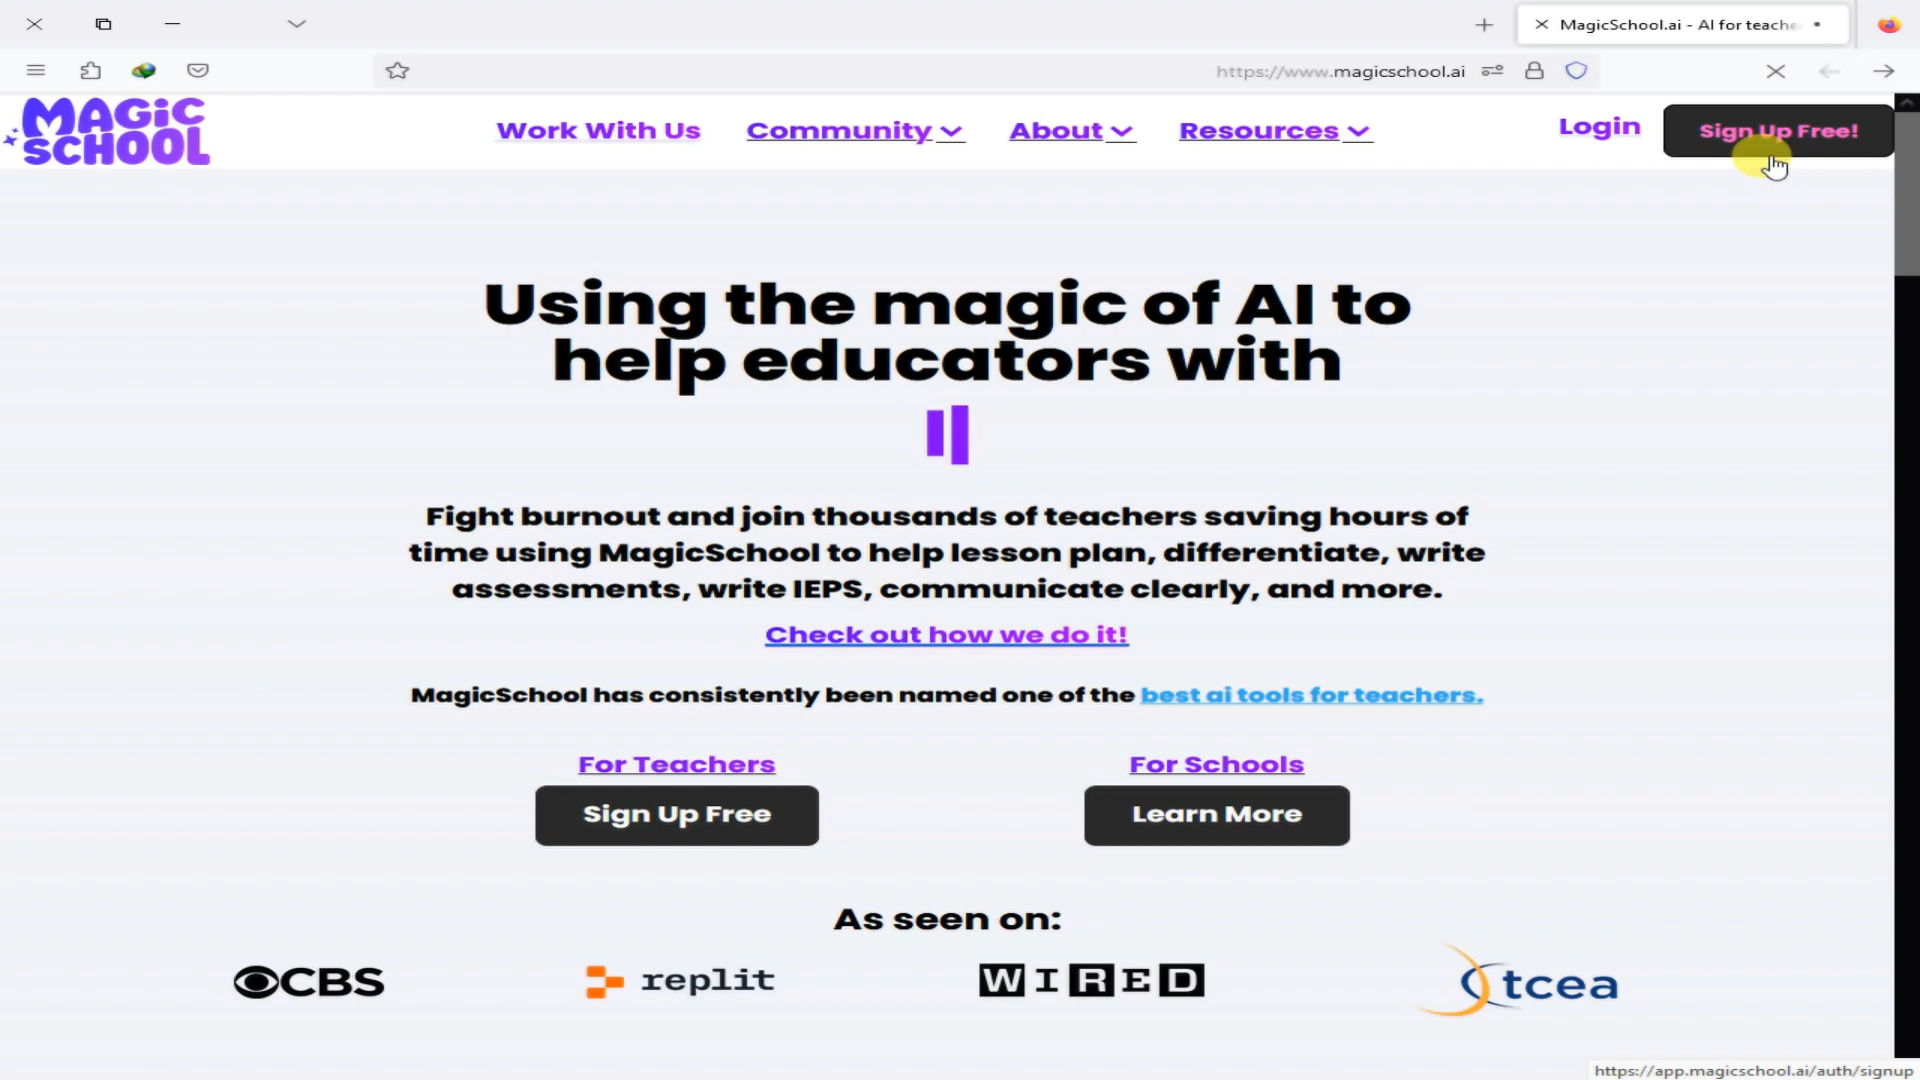 MagicSchool.ai - AI for teache
https://www.magicschool.ai
MAGiC
SCHOOL
Work With Us
Community
About
Resources
Login
Sign Up Free!
Using the magic of AI to
help educators with
Fight burnout and join thousands of teachers saving hours of
time using MagicSchool to help lesson plan, differentiate, write
assessments, write IEPS, communicate clearly, and more.
Check out how we do it!
MagicSchool has consistently been named one of the best ai tools for teachers.
For Teachers
Sign Up Free
For Schools
Learn More
As seen on:
CBS
replit
WIRED
tcea
https://app.magicschool.ai/auth/signup